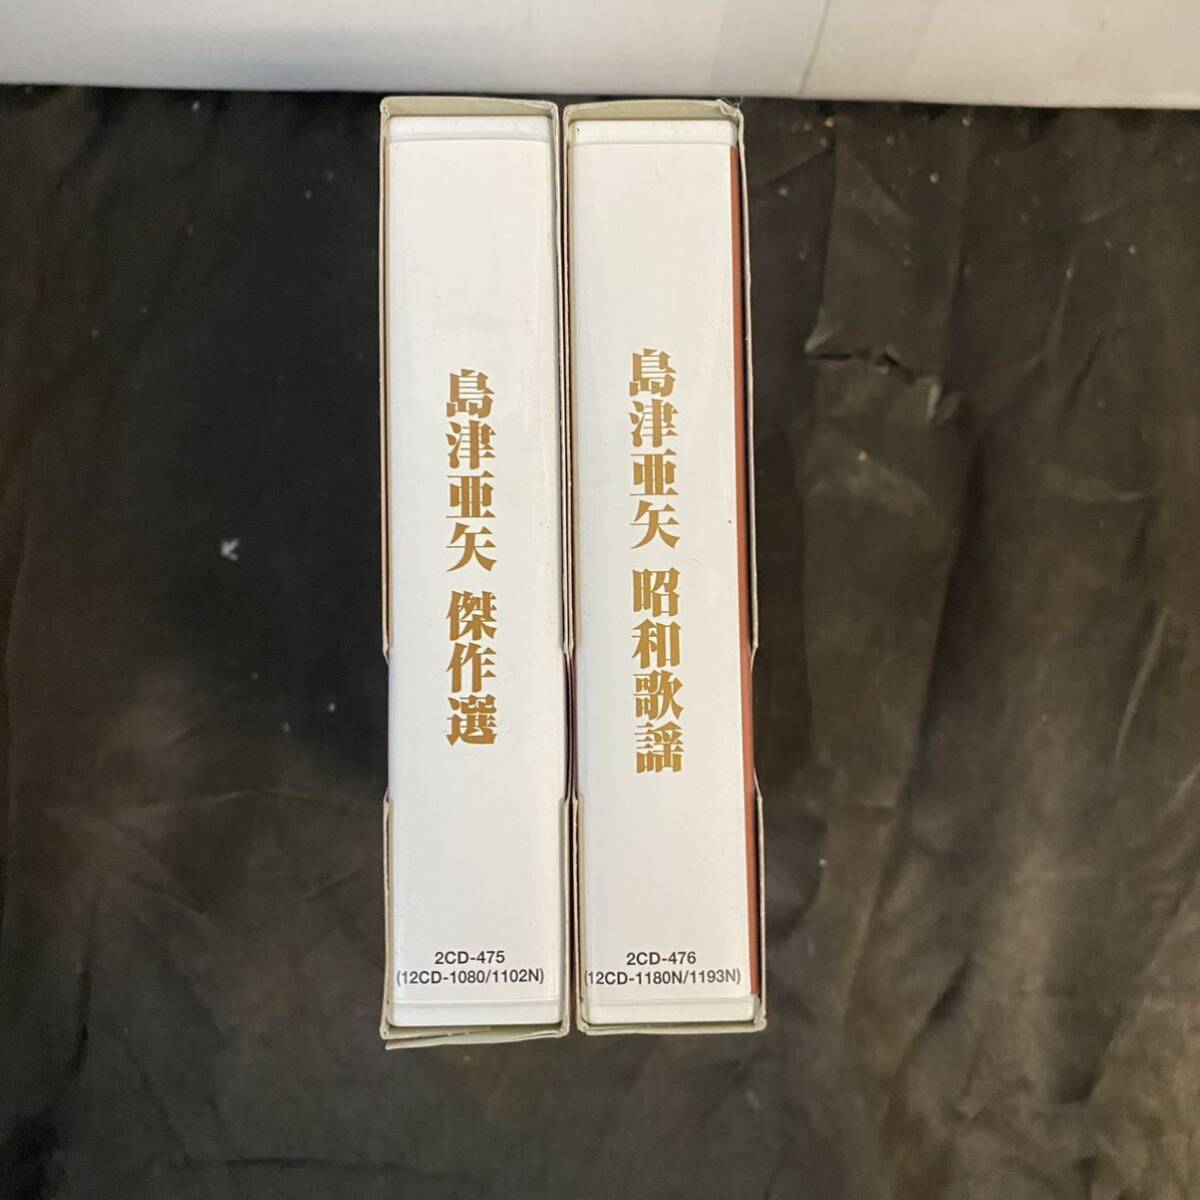 島津亜矢 傑作選
2CD-475
(12CD-1080/1102N)
島津亜矢 昭和歌謡
2CD-476
(12CD-1180N/1193N)